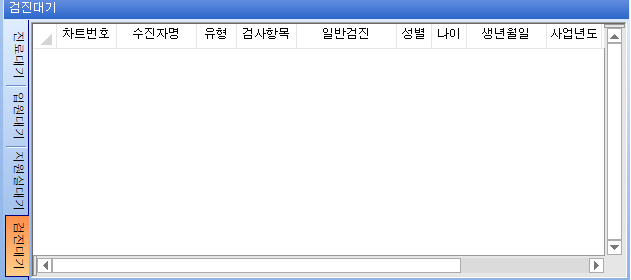 검진대기
차트번호 수진자명 유형 검사항목 일반검진 성별 나이 생년월일 사업년도
진료대기
입원대기
지원실대기
검진대기